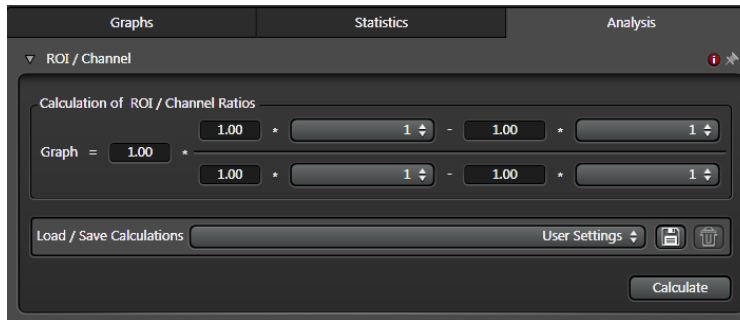 Graphs Statistics Analysis
ROI / Channel
Calculation of ROI / Channel Ratios
1.00 * 1 - 1.00 * 1
Graph = 1.00 *
1.00 * 1 - 1.00 * 1
Load / Save Calculations User Settings
Calculate